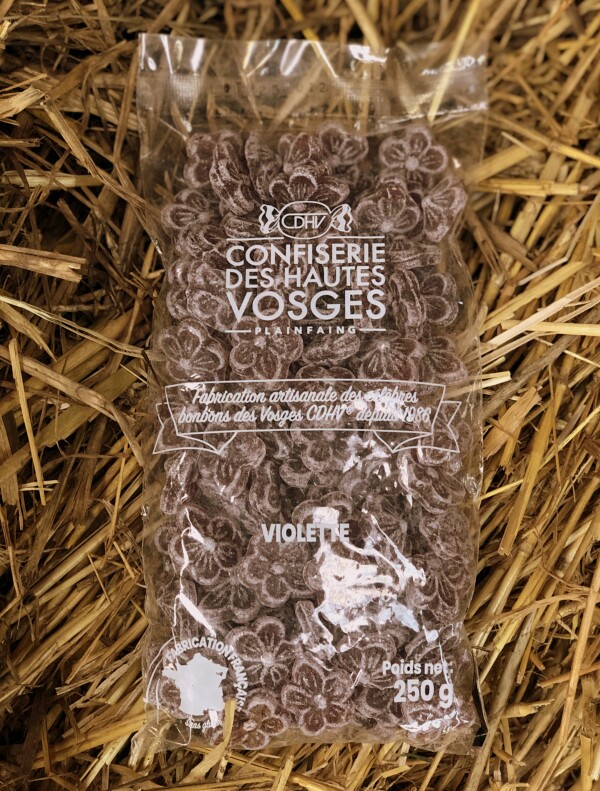 CDHV
CONFISERIE
DES HAUTES
VOSGES
PLAINFAING
Fabrication artisanale des célèbres
bonbons des Vosges CDHV® depuis 1986
VIOLETTE
FABRICATION FRANÇAISE
Poids net:
250 g